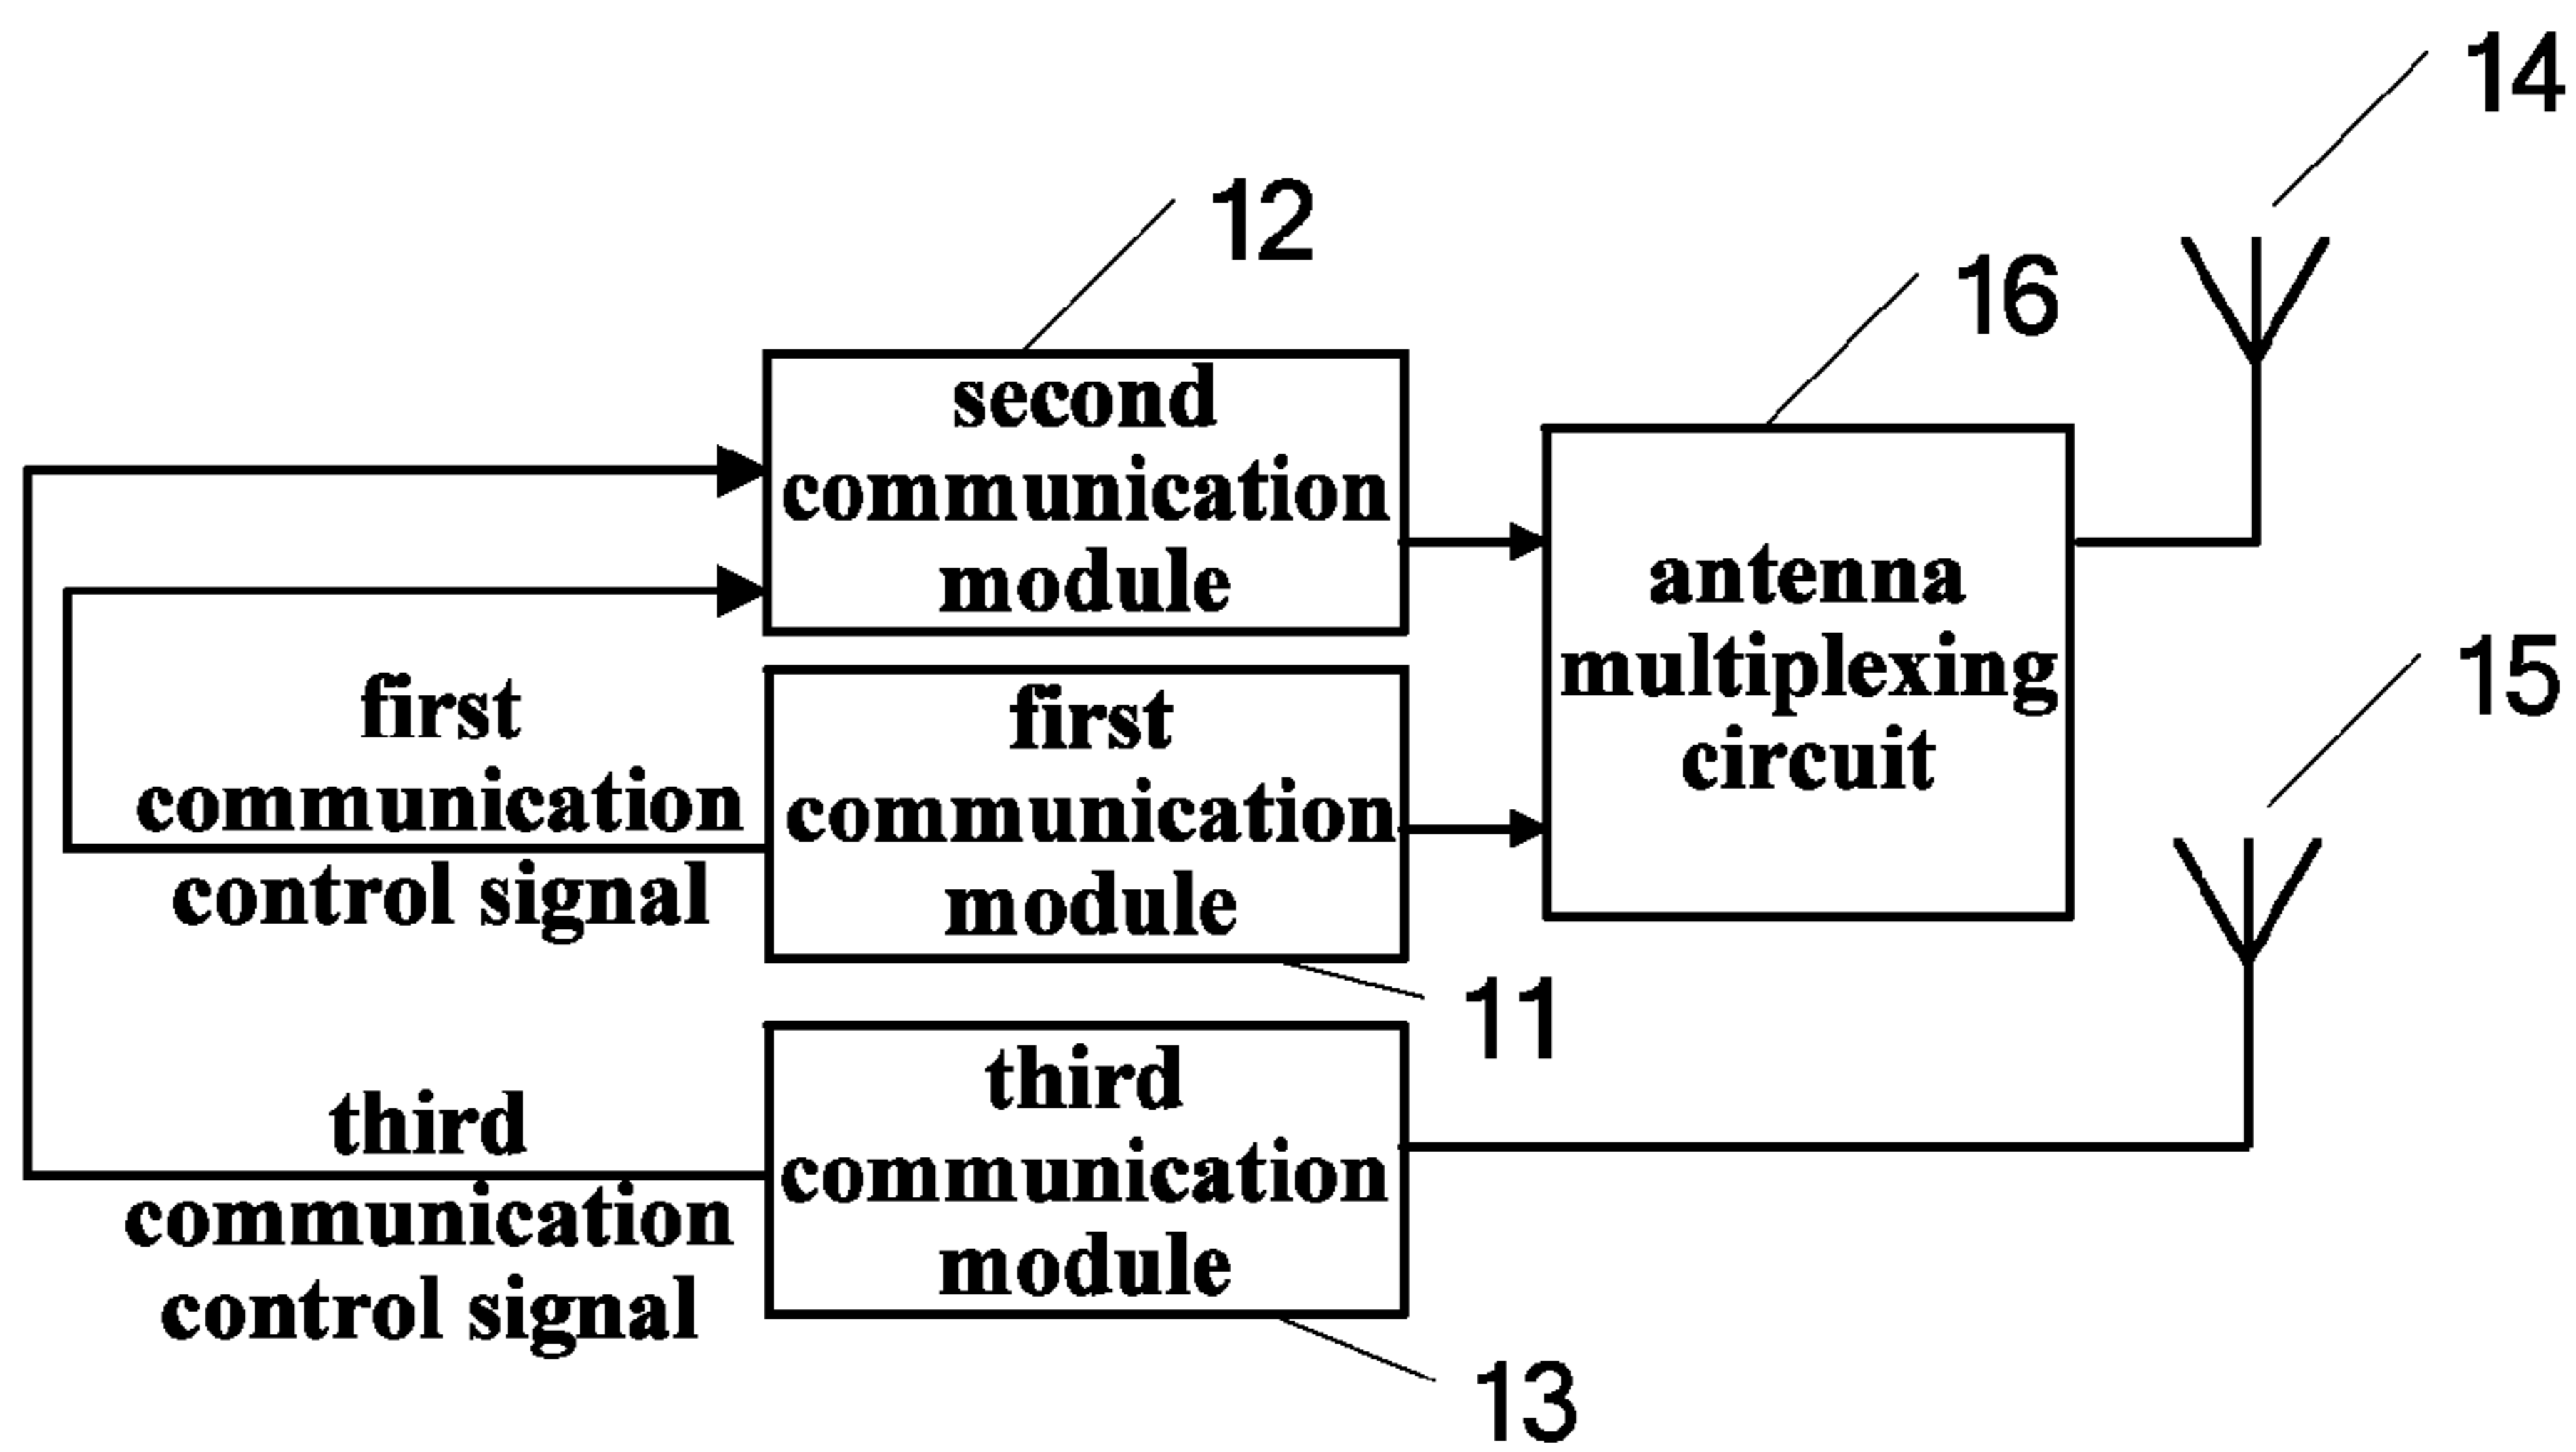 14
12
16
second
communication
module
antenna
multiplexing
circuit
15
first
communication
control signal
first
communication
module
11
third
communication
control signal
third
communication
module
13